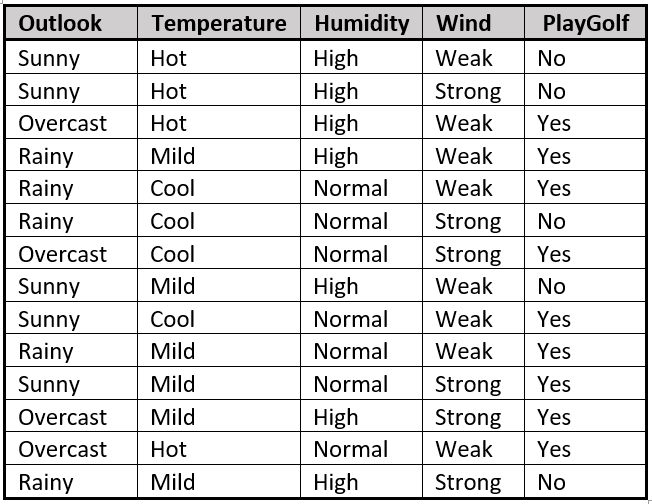 Outlook Temperature Humidity Wind PlayGolf
Sunny Hot High Weak No
Sunny Hot High Strong No
Overcast Hot High Weak Yes
Rainy Mild High Weak Yes
Rainy Cool Normal Weak Yes
Rainy Cool Normal Strong No
Overcast Cool Normal Strong Yes
Sunny Mild High Weak No
Sunny Cool Normal Weak Yes
Rainy Mild Normal Weak Yes
Sunny Mild Normal Strong Yes
Overcast Mild High Strong Yes
Overcast Hot Normal Weak Yes
Rainy Mild High Strong No